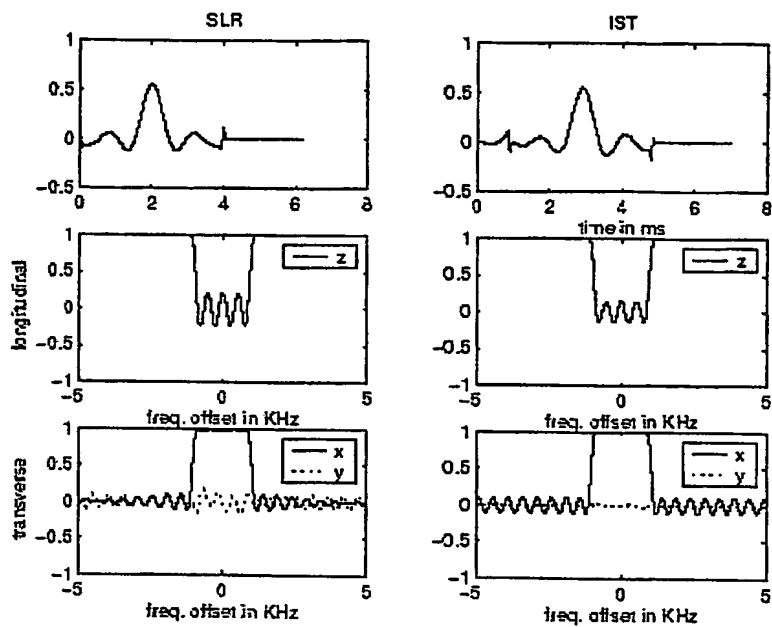 SLR
IST
1
0.5
0
-0.5
0 2 4 6 8
1
0.5
0
-0.5
0 2 4 6 8
time in ms
longitudinal
1
0.5
0
-0.5
-1
z
-5 0 5
freq. offset in KHz
1
0.5
0
-0.5
-1
z
-5 0 5
freq. offset in KHz
transverse
1
0.5
0
-0.5
-1
x
y
-5 0 5
freq. offset in KHz
1
0.5
0
-0.5
-1
x
y
-5 0 5
freq. offset in KHz